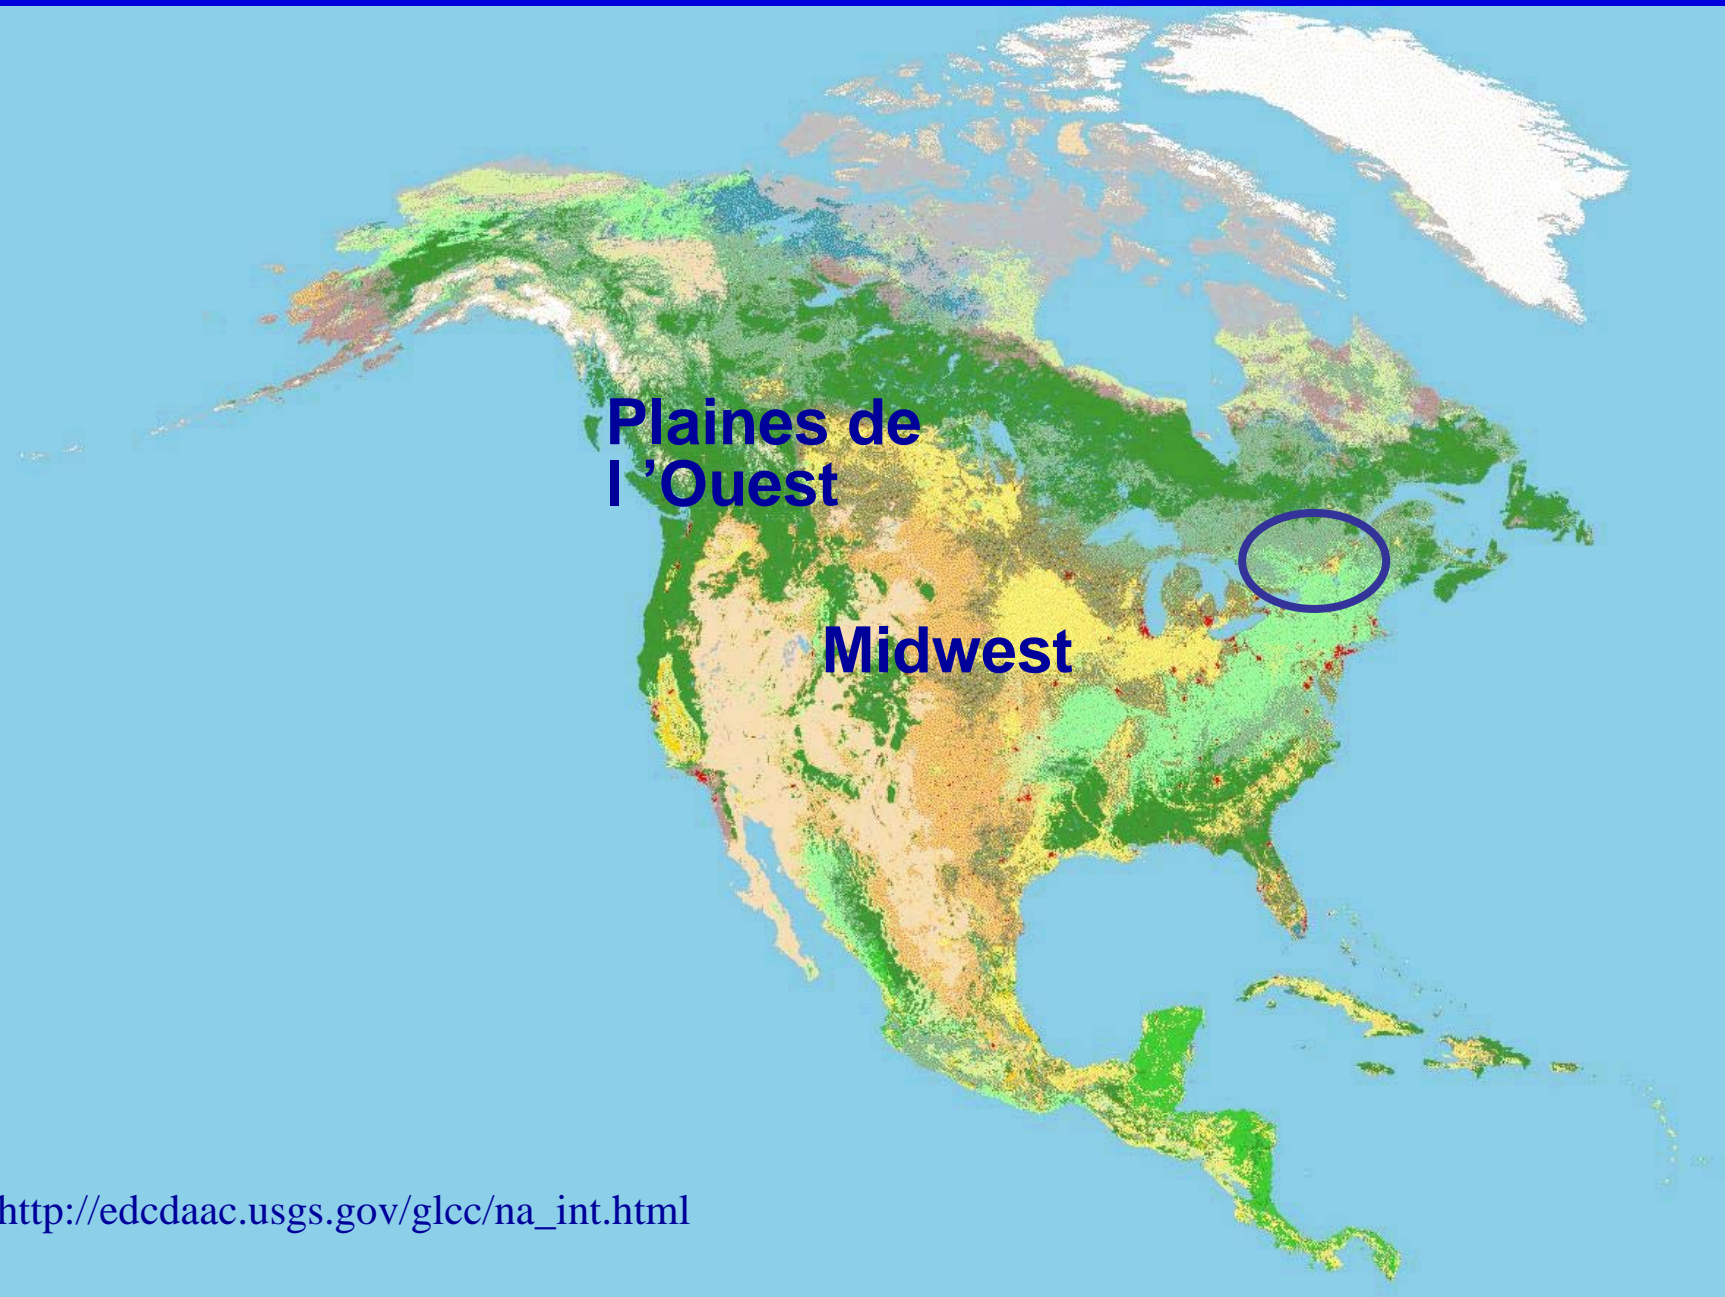 Plaines de
l ’Ouest
Midwest
http://edcdaac.usgs.gov/glcc/na_int.html